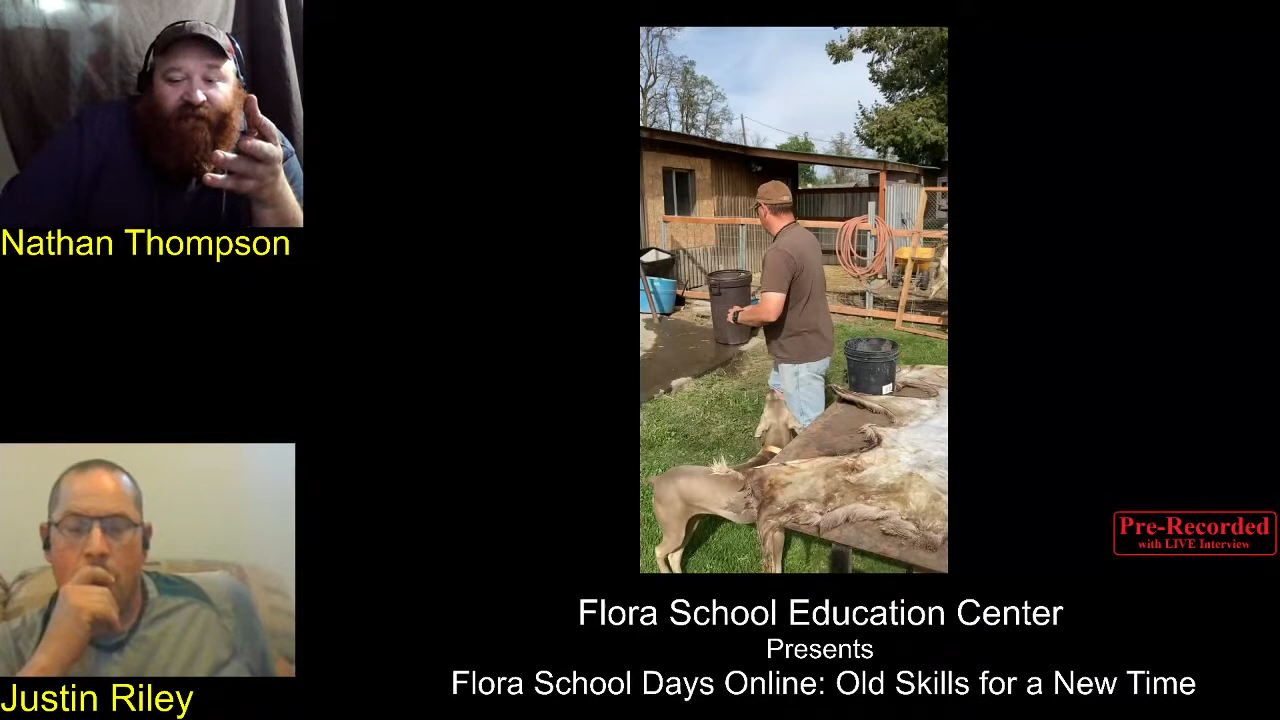 Nathan Thompson
Justin Riley
Pre-Recorded
with LIVE Interview
Flora School Education Center
Presents
Flora School Days Online: Old Skills for a New Time